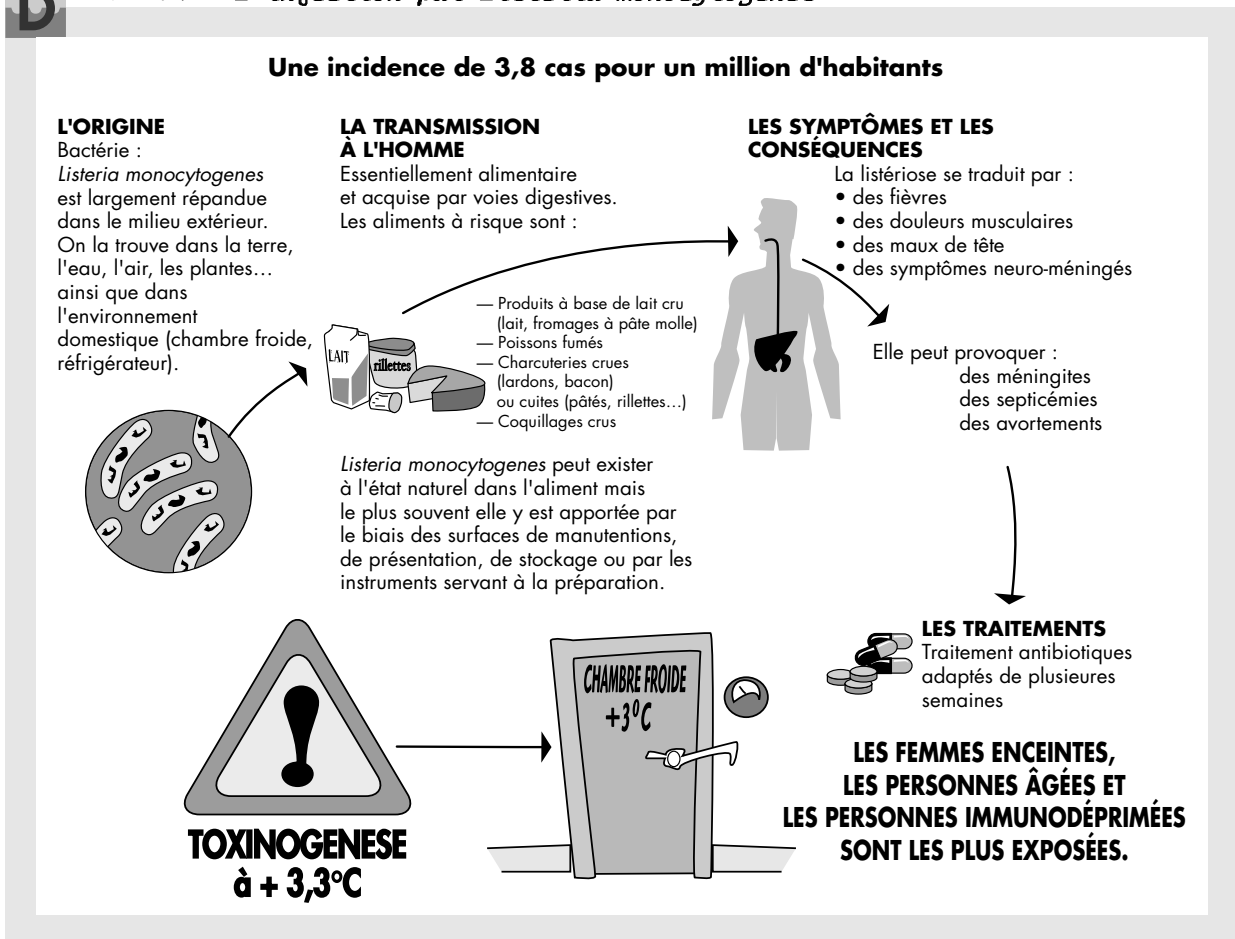 D
Une incidence de 3,8 cas pour un million d'habitants
L'ORIGINE
Bactérie :
Listeria monocytogenes
est largement répandue
dans le milieu extérieur.
On la trouve dans la terre,
l'eau, l'air, les plantes…
ainsi que dans
l'environnement
domestique (chambre froide,
réfrigérateur).
LA TRANSMISSION
À L'HOMME
Essentiellement alimentaire
et acquise par voies digestives.
Les aliments à risque sont :
LAIT
rillettes
— Produits à base de lait cru
(lait, fromages à pâte molle)
— Poissons fumés
— Charcuteries crues
(lardons, bacon)
ou cuites (pâtés, rillettes…)
— Coquillages crus
Listeria monocytogenes peut exister
à l'état naturel dans l'aliment mais
le plus souvent elle y est apportée par
le biais des surfaces de manutentions,
de présentation, de stockage ou par les
instruments servant à la préparation.
LES SYMPTÔMES ET LES
CONSÉQUENCES
La listériose se traduit par :
• des fièvres
• des douleurs musculaires
• des maux de tête
• des symptômes neuro-méningés
Elle peut provoquer :
des méningites
des septicémies
des avortements
LES TRAITEMENTS
Traitement antibiotiques
adaptés de plusieures
semaines
!
TOXINOGENESE
à + 3,3°C
CHAMBRE FROIDE
+3°C
LES FEMMES ENCEINTES,
LES PERSONNES ÂGÉES ET
LES PERSONNES IMMUNODÉPRIMÉES
SONT LES PLUS EXPOSÉES.